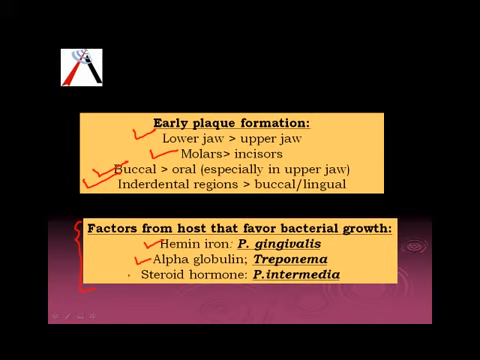 Early plaque formation:
Lower jaw > upper jaw
Molars> incisors
Buccal > oral (especially in upper jaw)
Inderdental regions > buccal/lingual
Factors from host that favor bacterial growth:
Hemin iron: P. gingivalis
Alpha globulin; Treponema
Steroid hormone: P.intermedia